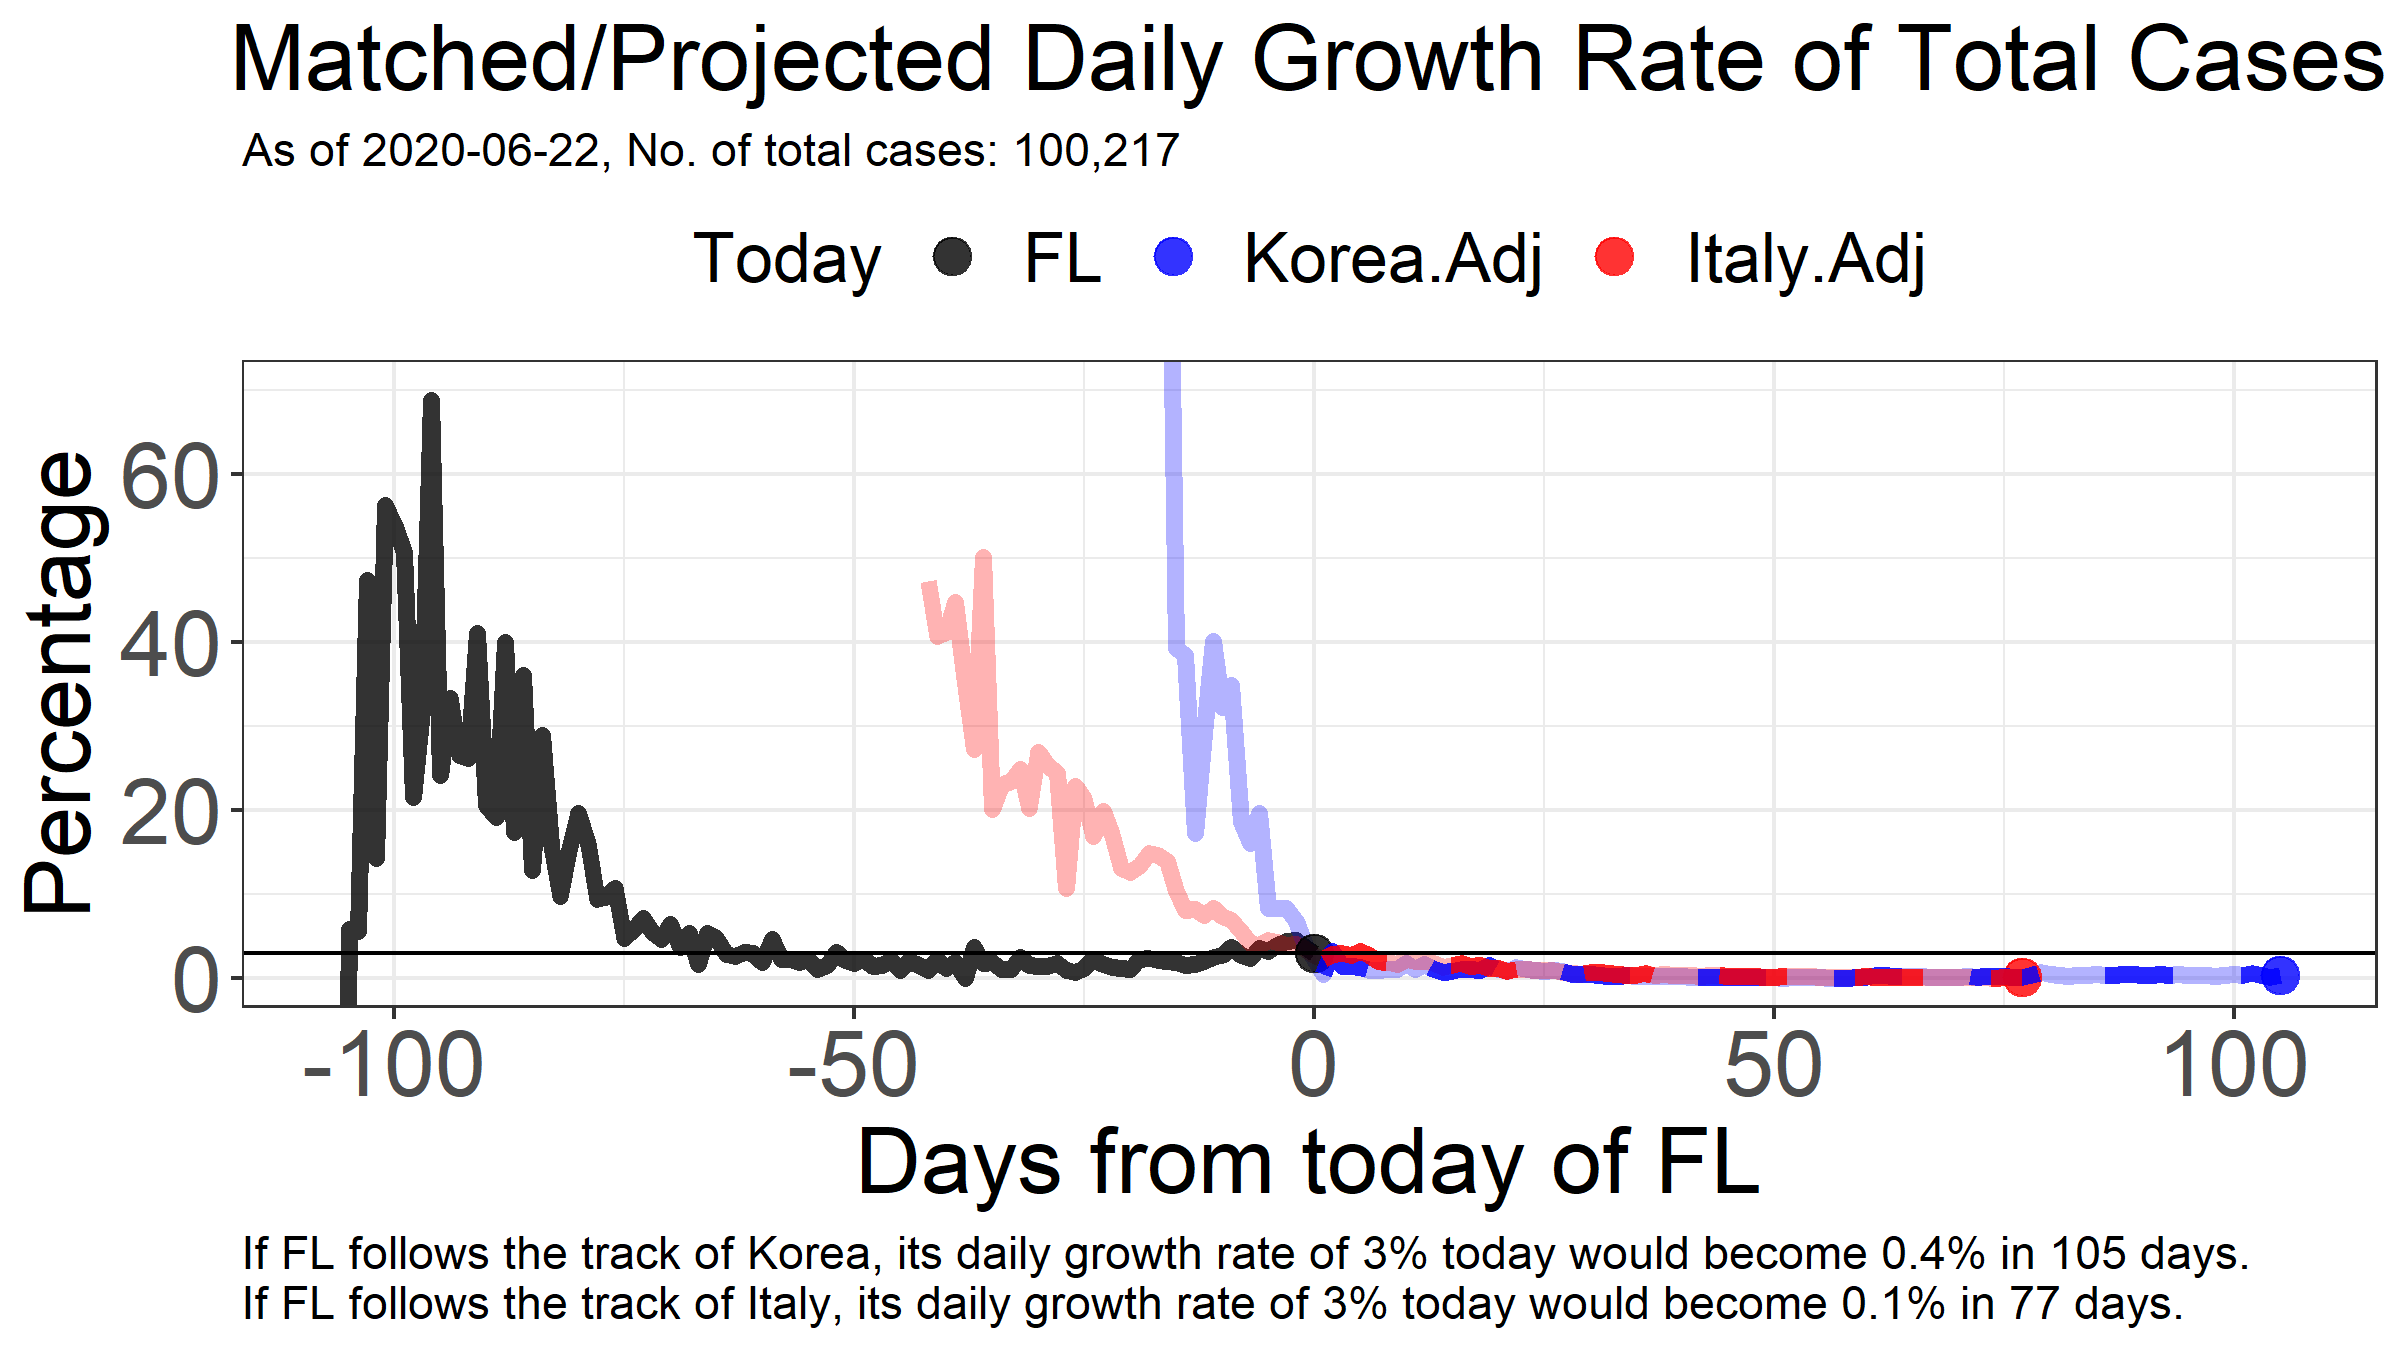 Matched/Projected Daily Growth Rate of Total Cases
As of 2020-06-22, No. of total cases: 100,217
Today FL Korea.Adj Italy.Adj
Percentage
60
40
20
0
-100 -50 0 50 100
Days from today of FL
If FL follows the track of Korea, its daily growth rate of 3% today would become 0.4% in 105 days.
If FL follows the track of Italy, its daily growth rate of 3% today would become 0.1% in 77 days.